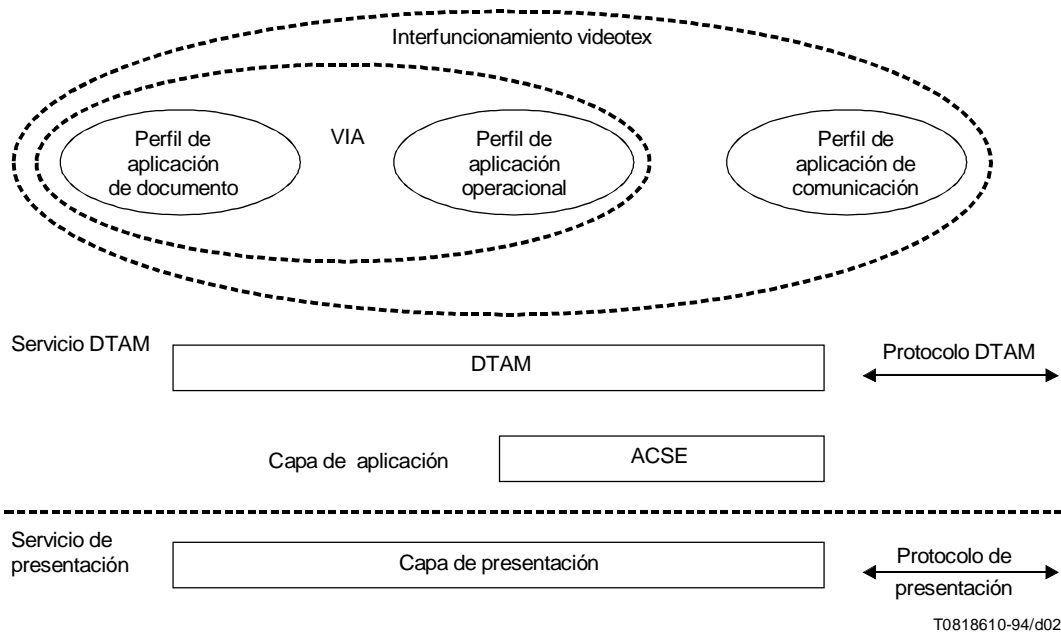 Interfuncionamiento videotex
Perfil de
aplicación
de documento
VIA
Perfil de
aplicación
operacional
Perfil de
aplicación de
comunicación
Servicio DTAM
DTAM
Protocolo DTAM
Capa de aplicación
ACSE
Servicio de
presentación
Capa de presentación
Protocolo de
presentación
T0818610-94/d02